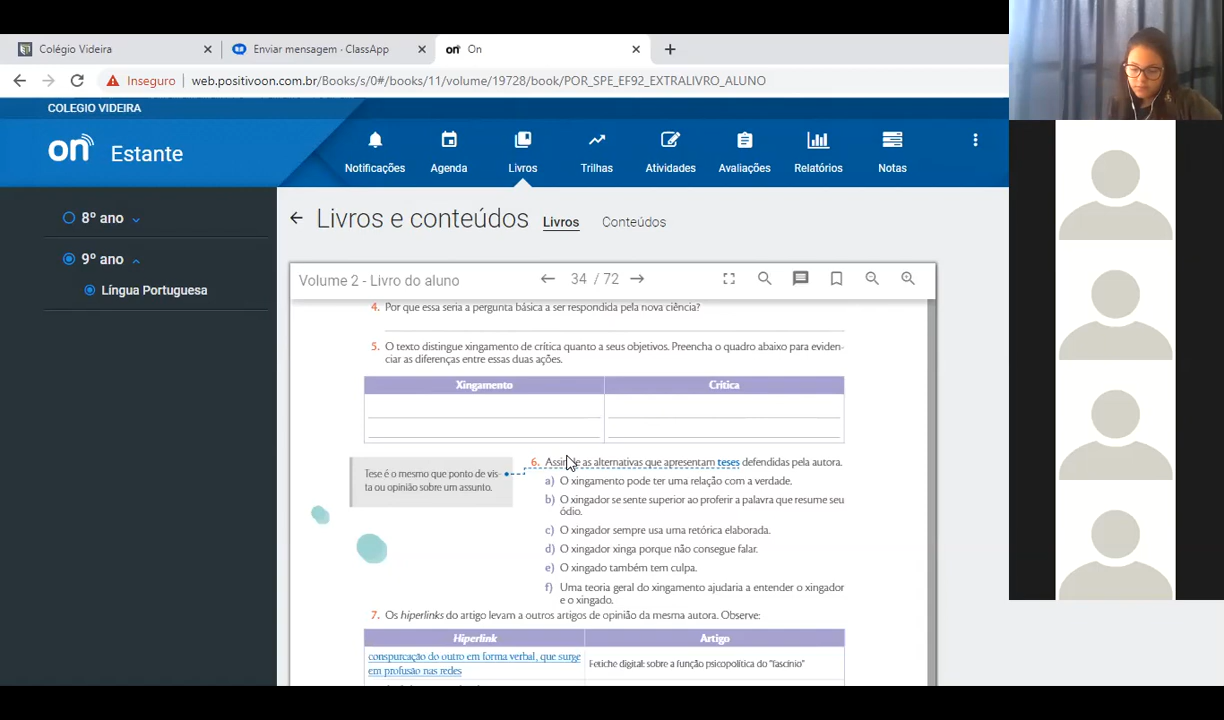 Colégio Videira
Enviar mensagem · ClassApp
on
On
Inseguro
web.positivoon.com.br/Books/s/0#/books/11/volume/19728/book/POR_SPE_EF92_EXTRALIVRO_ALUNO
COLEGIO VIDEIRA
on
Estante
Notificações
Agenda
Livros
Trilhas
Atividades
Avaliações
Relatórios
Notas
8º ano
9º ano
Língua Portuguesa
Livros e conteúdos
Livros
Conteúdos
Volume 2 - Livro do aluno
34 / 72
4. Por que essa seria a pergunta básica a ser respondida pela nova ciência?
5. O texto distingue xingamento de crítica quanto a seus objetivos. Preencha o quadro abaixo para eviden-
ciar as diferenças entre essas duas ações.
Xingamento
Crítica
Tese é o mesmo que ponto de vis-
ta ou opinião sobre um assunto.
6. Assinale as alternativas que apresentam teses defendidas pela autora.
a) O xingamento pode ter uma relação com a verdade.
b) O xingador se sente superior ao proferir a palavra que resume seu
ódio.
c) O xingador sempre usa uma retórica elaborada.
d) O xingador xinga porque não consegue falar.
e) O xingado também tem culpa.
f) Uma teoria geral do xingamento ajudaria a entender o xingador
e o xingado.
7. Os hiperlinks do artigo levam a outros artigos de opinião da mesma autora. Observe:
Hiperlink
Artigo
conspurcação do outro em forma verbal, que surge
em profusão nas redes
Fetiche digital: sobre a função psicopolítica do "fascínio"